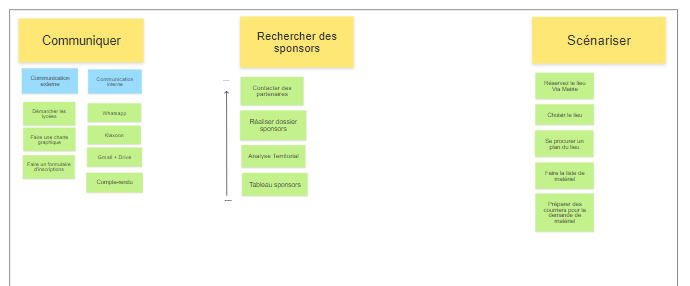 Communiquer
Communication
externe
Communication
interne
Démarcher les
lycées
Faire une charte
graphique
Faire un formulaire
d'inscriptions
Whatsapp
Klaxoon
Gmail + Drive
Compte-rendu
Rechercher des
sponsors
Contacter des
partenaires
Réaliser dossier
sponsors
Analyse Territorial
Tableau sponsors
Scénariser
Réservez le lieu
Via Mairie
Choisir le lieu
Se procurer un
plan du lieu
Faire la liste de
matériel
Préparer des
courriers pour la
demande de
matériel